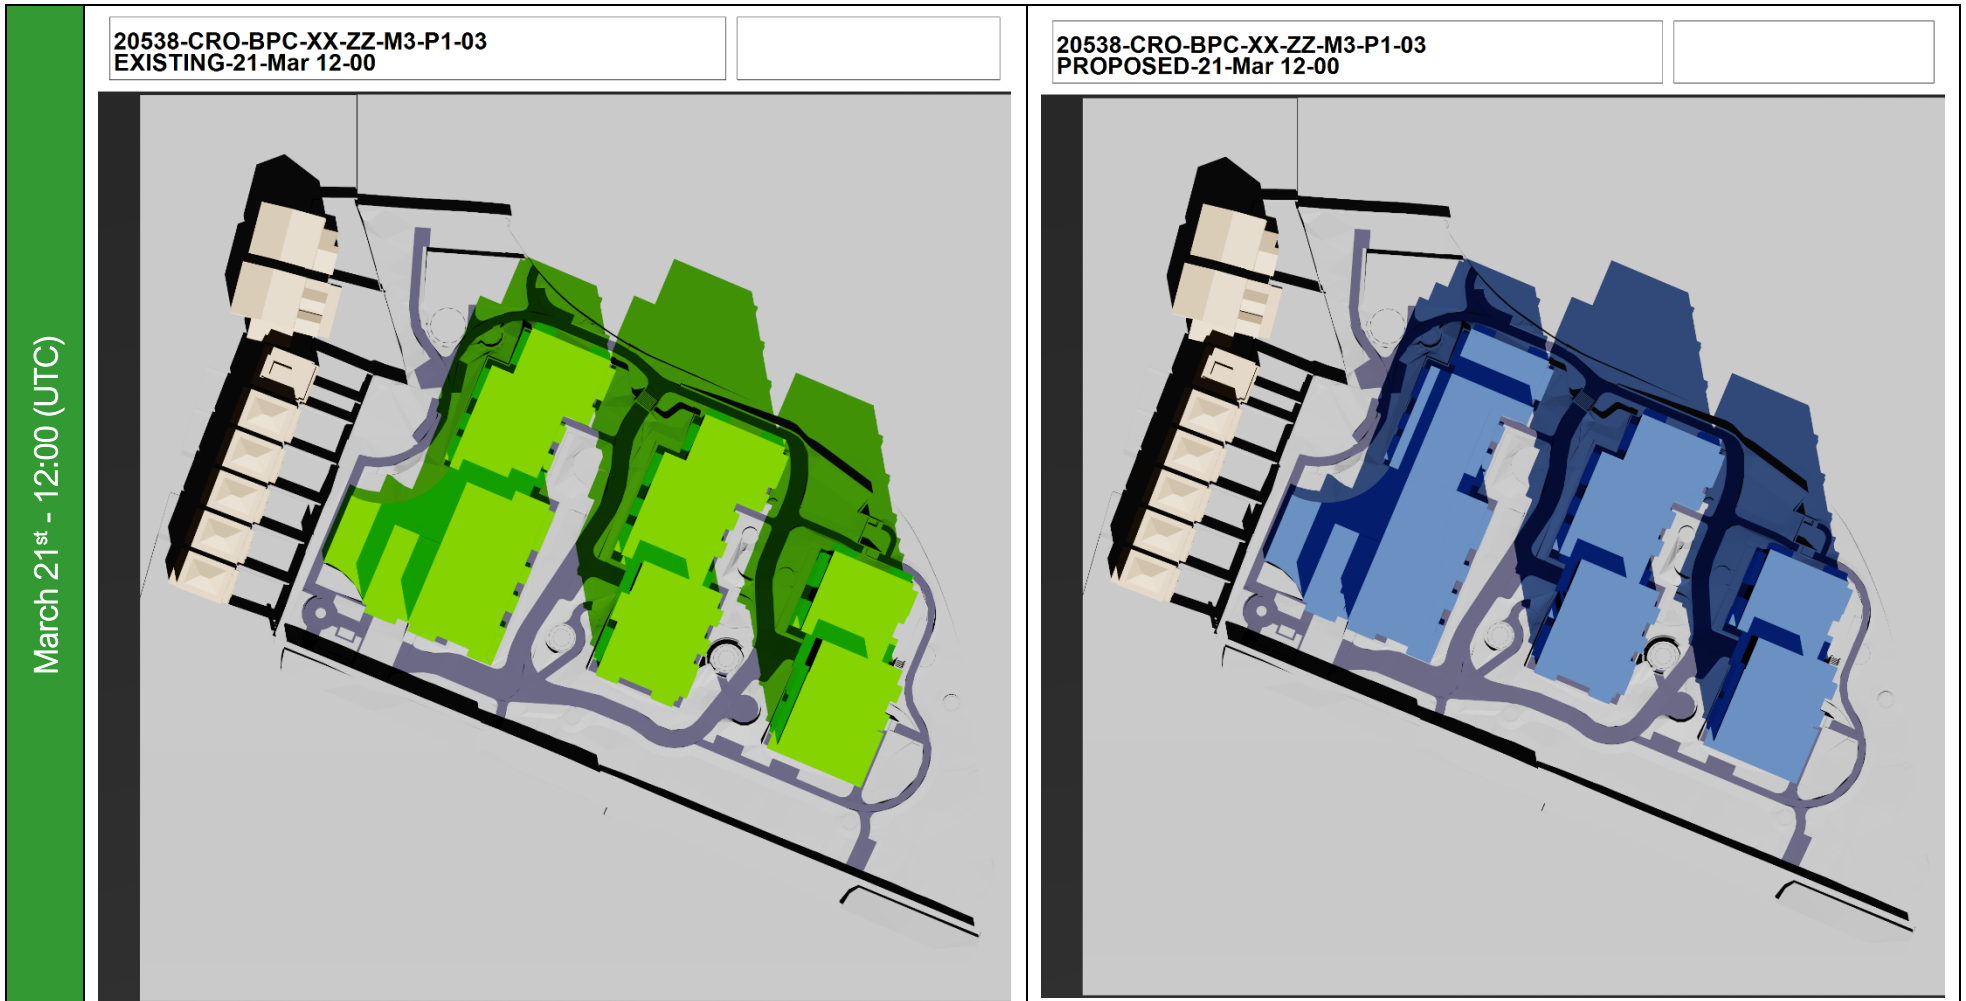 March 21st - 12:00 (UTC)
20538-CRO-BPC-XX-ZZ-M3-P1-03
EXISTING-21-Mar 12-00
20538-CRO-BPC-XX-ZZ-M3-P1-03
PROPOSED-21-Mar 12-00